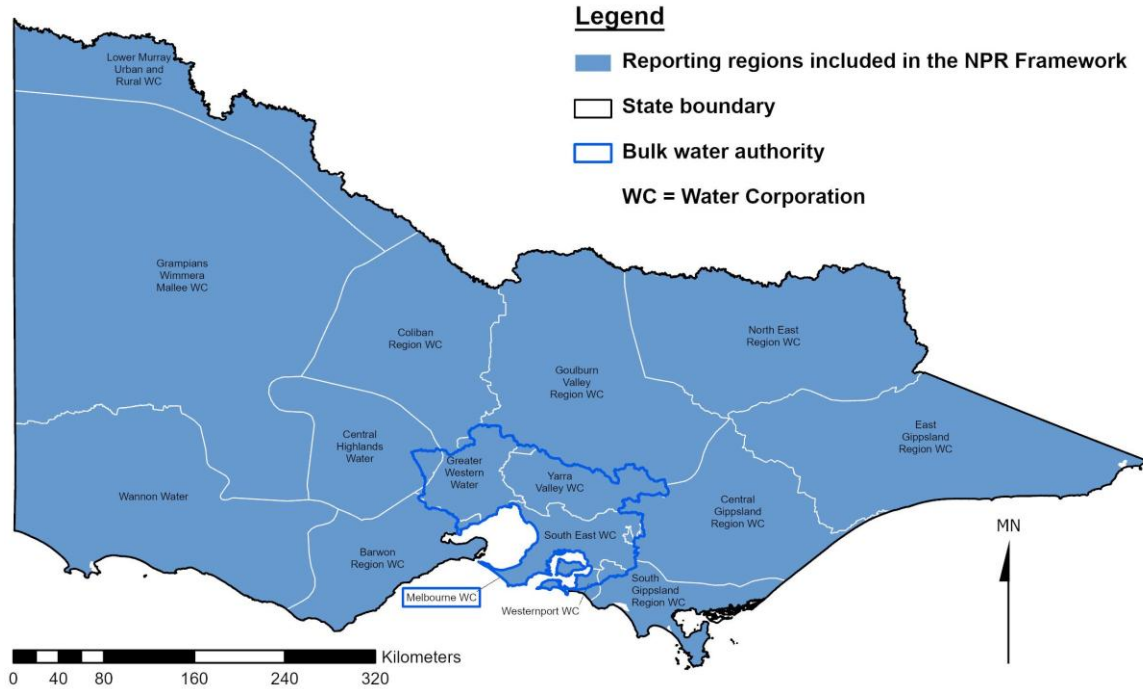 Legend
Reporting regions included in the NPR Framework
State boundary
Bulk water authority
WC = Water Corporation
Lower Murray
Urban and
Rural WC
Grampians
Wimmera
Mallee WC
Coliban
Region WC
Goulburn
Valley
Region WC
North East
Region WC
East
Gippsland
Region WC
Central
Highlands
Water
Greater
Western
Water
Yarra
Valley WC
Wannon Water
Central
Gippsland
Region WC
South East WC
Barwon
Region WC
Melbourne WC
Westernport WC
South
Gippsland
Region WC
MN
Kilometers
0 40 80 160 240 320